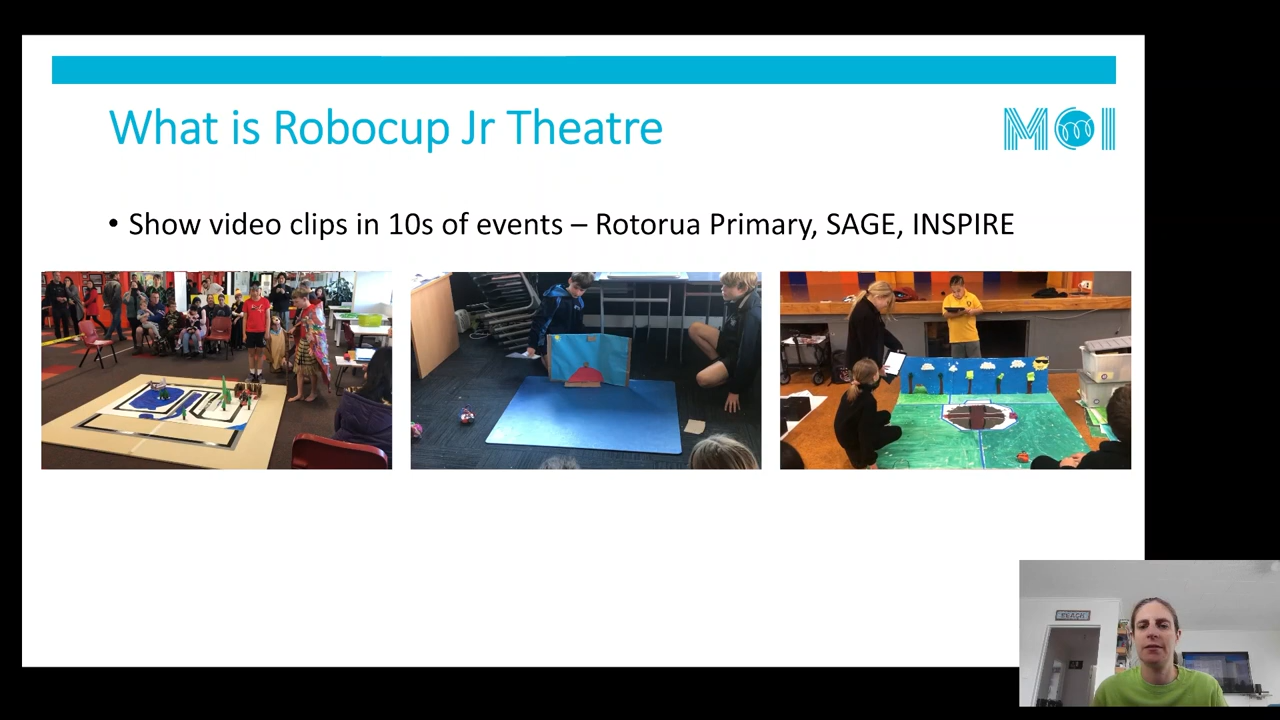 What is Robocup Jr Theatre
MOI
• Show video clips in 10s of events – Rotorua Primary, SAGE, INSPIRE